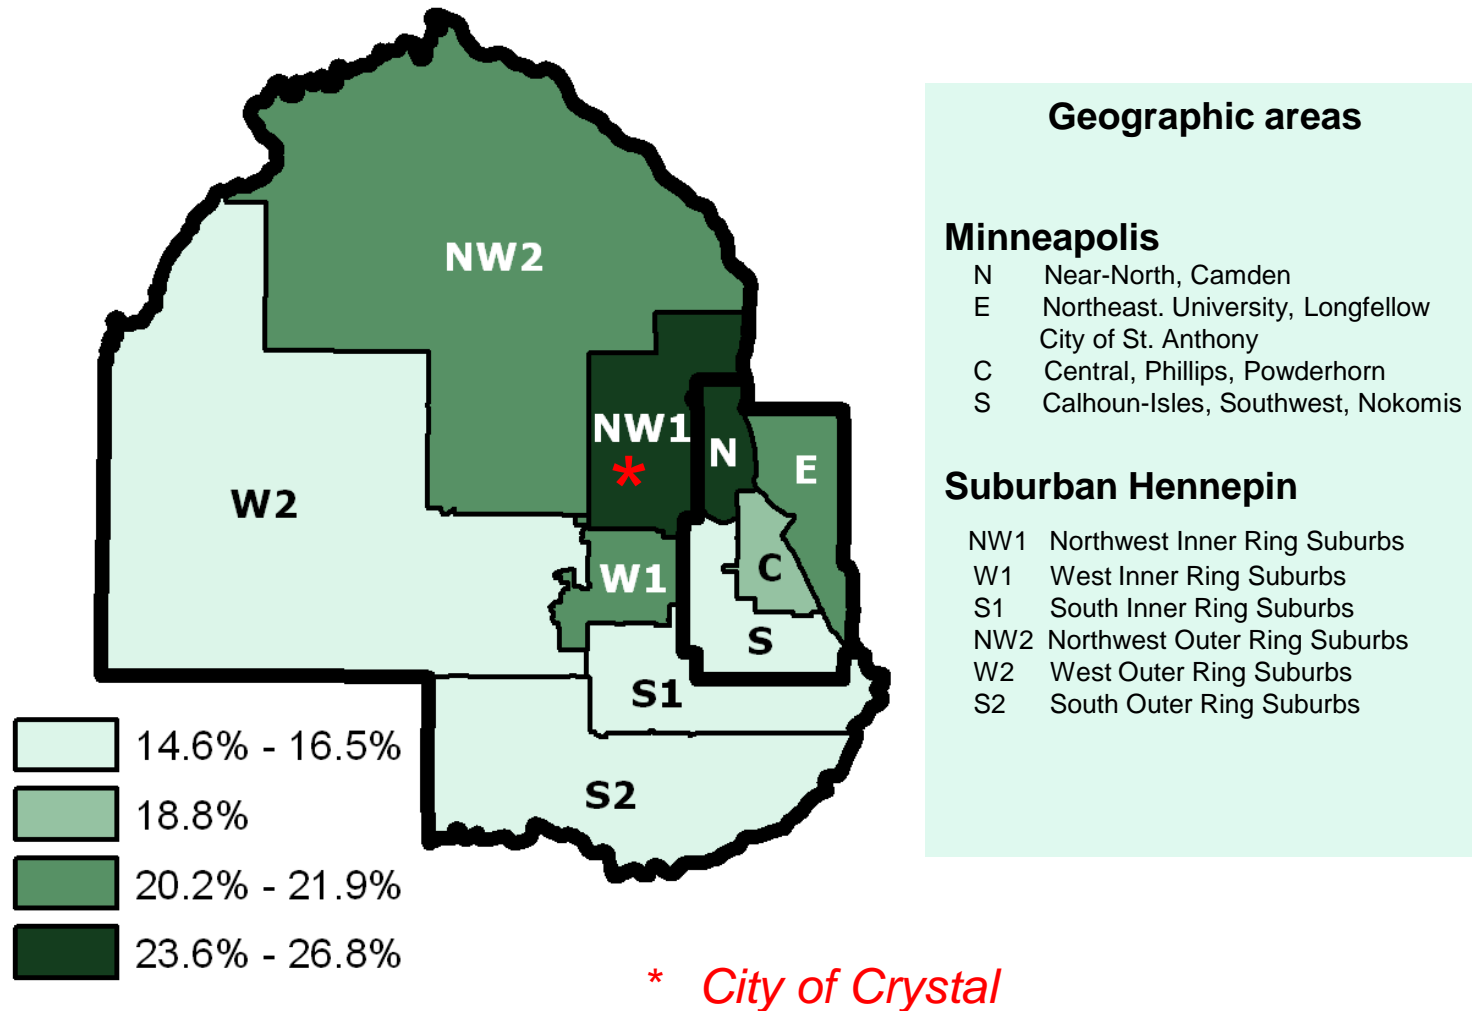 NW2
NW1
*
N
E
W2
W1
C
S
S1
S2
14.6% - 16.5%
18.8%
20.2% - 21.9%
23.6% - 26.8%
* City of Crystal
Geographic areas
Minneapolis
N Near-North, Camden
E Northeast. University, Longfellow
City of St. Anthony
C Central, Phillips, Powderhorn
S Calhoun-Isles, Southwest, Nokomis
Suburban Hennepin
NW1 Northwest Inner Ring Suburbs
W1 West Inner Ring Suburbs
S1 South Inner Ring Suburbs
NW2 Northwest Outer Ring Suburbs
W2 West Outer Ring Suburbs
S2 South Outer Ring Suburbs